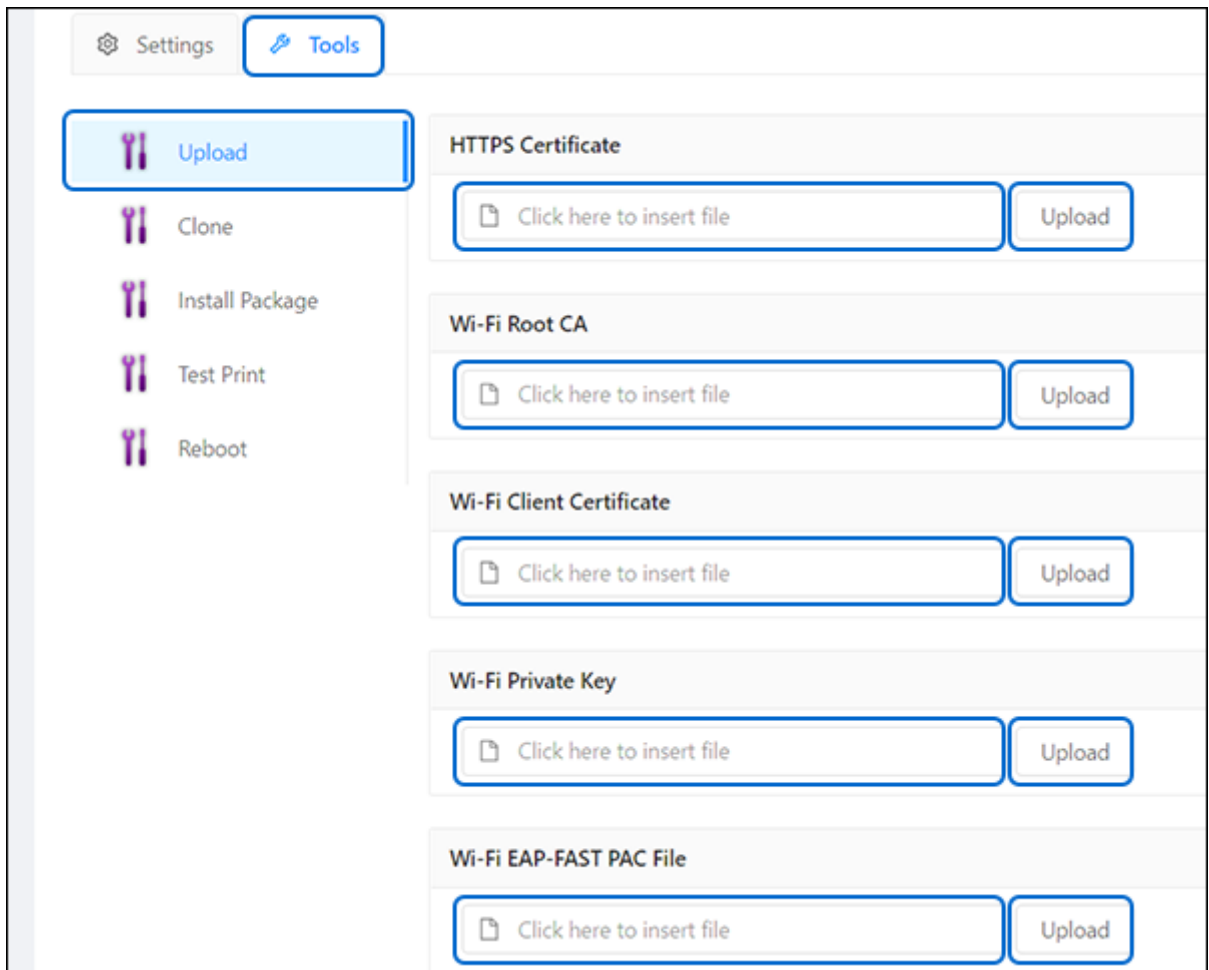 Settings
Tools
Upload
Clone
Install Package
Test Print
Reboot
HTTPS Certificate
Click here to insert file
Upload
Wi-Fi Root CA
Click here to insert file
Upload
Wi-Fi Client Certificate
Click here to insert file
Upload
Wi-Fi Private Key
Click here to insert file
Upload
Wi-Fi EAP-FAST PAC File
Click here to insert file
Upload